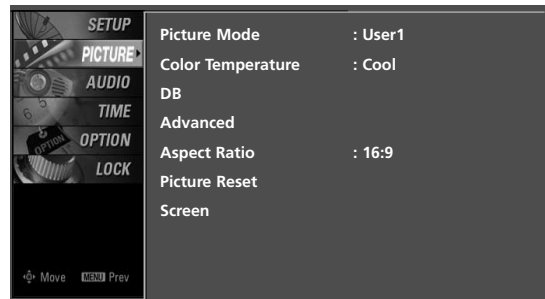 SETUP
PICTURE
AUDIO
TIME
OPTION
OPTION
LOCK
Move MENU Prev
Picture Mode : User1
Color Temperature : Cool
DB
Advanced
Aspect Ratio : 16:9
Picture Reset
Screen